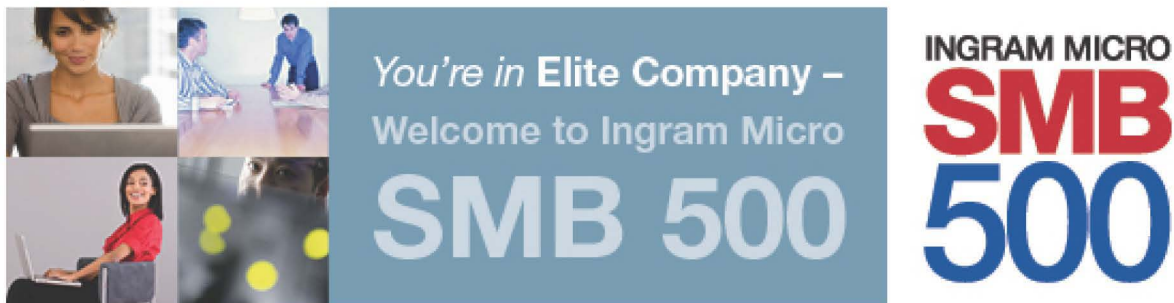 You're in Elite Company –
Welcome to Ingram Micro
SMB 500
INGRAM MICRO
SMB
500